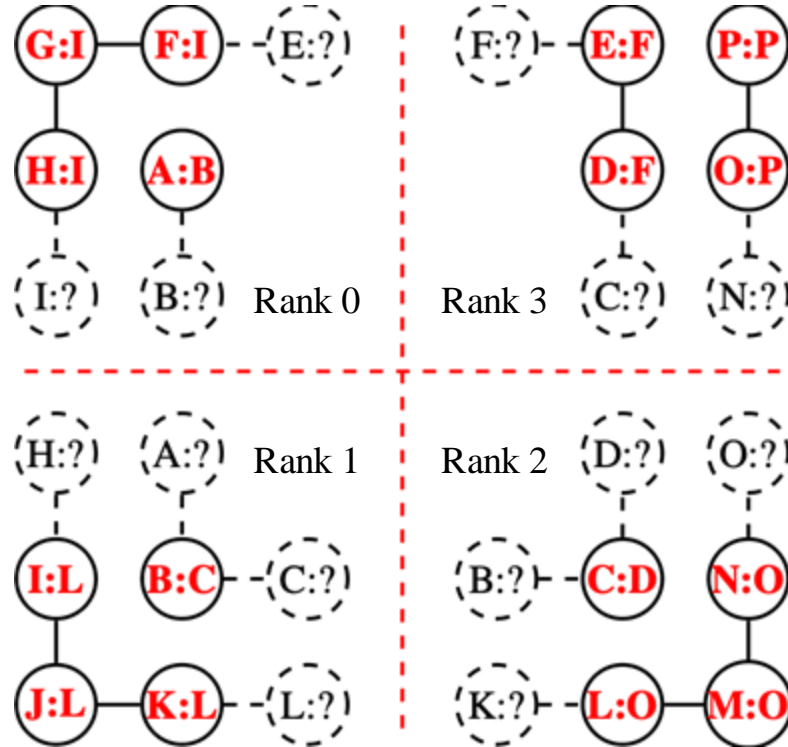 G:I F:I E:? F:? E:F P:P
H:I A:B D:F O:P
I:? B:? Rank 0 Rank 3 C:? N:?
H:? A:? Rank 1 Rank 2 D:? O:?
I:L B:C C:? B:? C:D N:O
J:L K:L L:? K:? L:O M:O